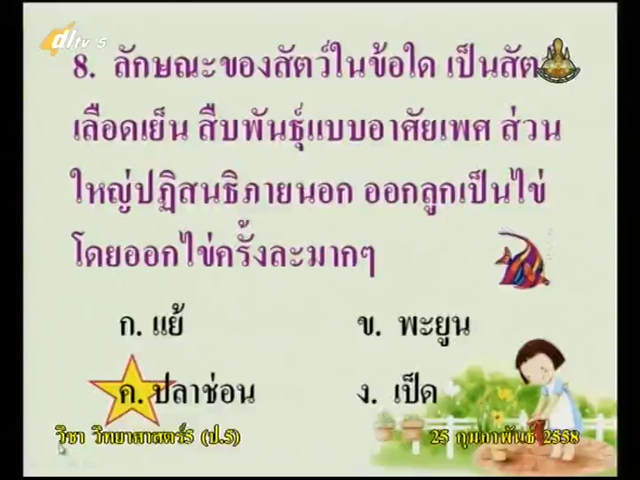 dltv 5
8. ลักษณะของสัตว์ในข้อใด เป็นสัต
เลือดเย็น สืบพันธุ์แบบอาศัยเพศ ส่วน
ใหญ่ปฏิสนธิภายนอก ออกลูกเป็นไข่
โดยออกไข่ครั้งละมากๆ
ก. แย้ ข. พะยูน
ค. ปลาช่อน ง. เป็ด
วิชา วิทยาศาสตร์5 (ป.5) 25 กุมภาพันธ์ 2558